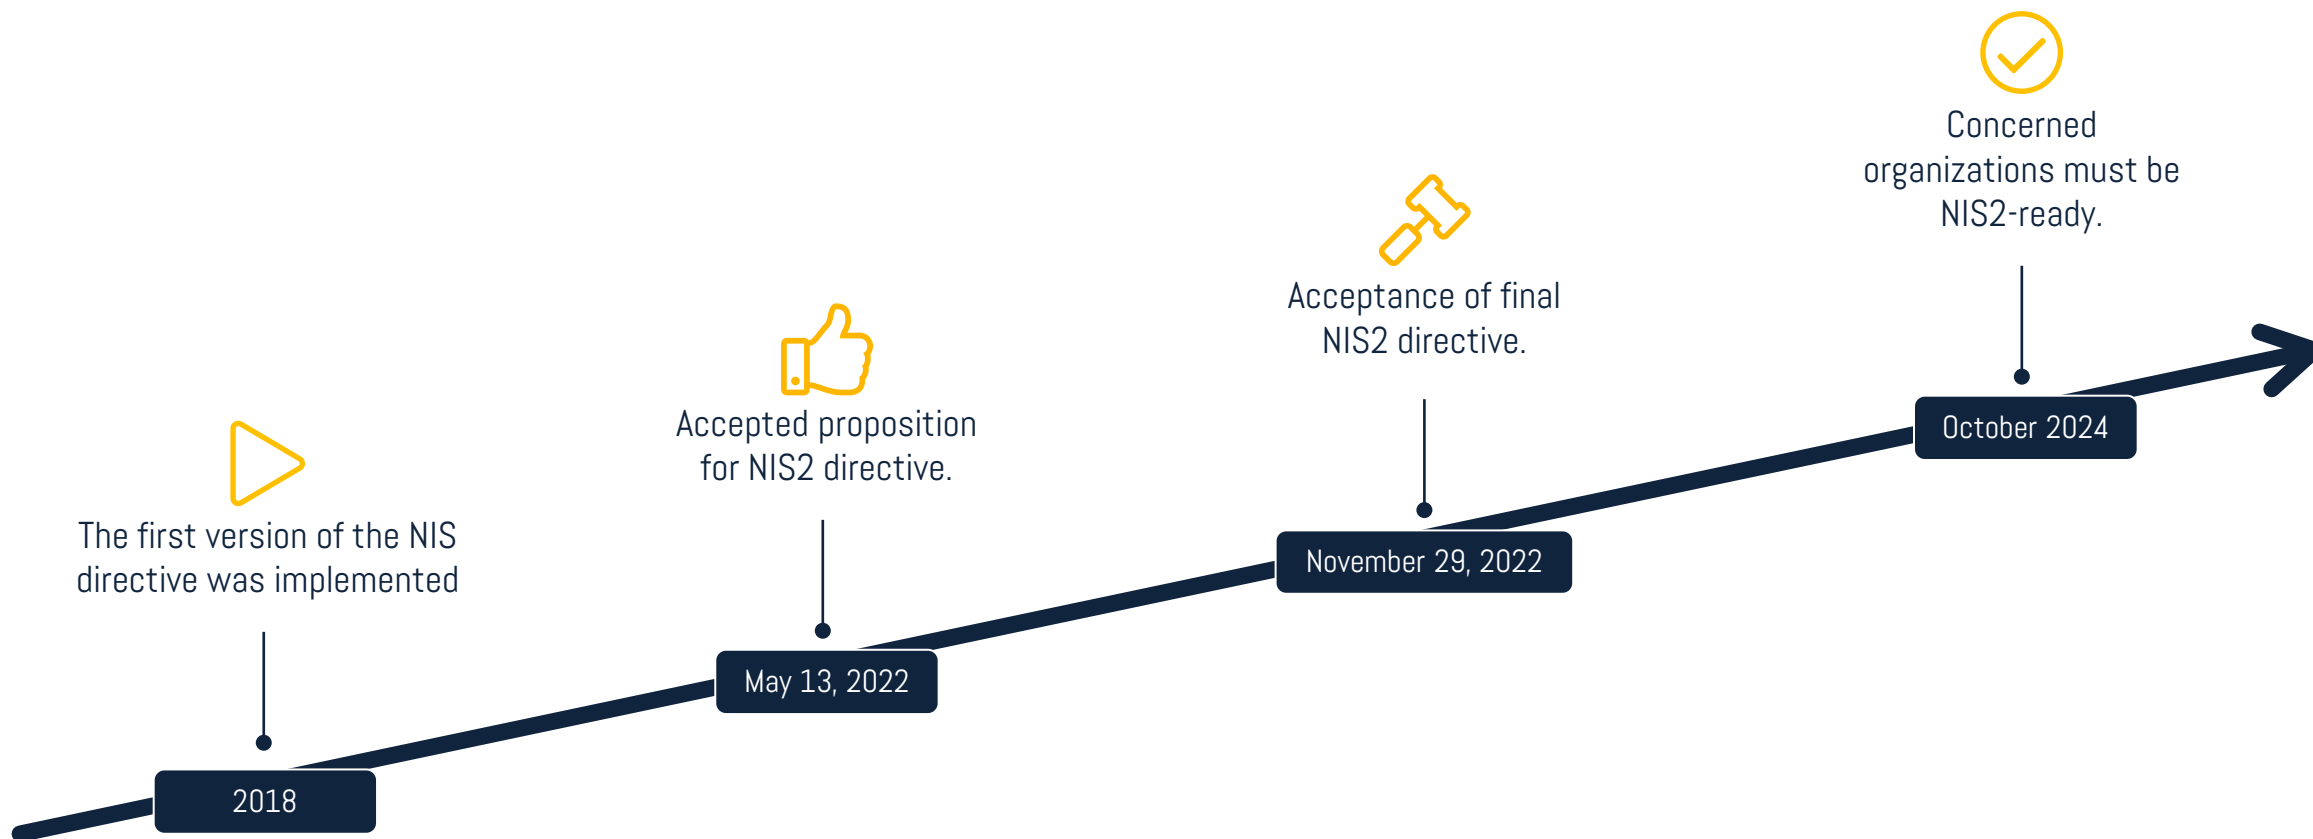 The first version of the NIS
directive was implemented
2018
Accepted proposition
for NIS2 directive.
May 13, 2022
Acceptance of final
NIS2 directive.
November 29, 2022
Concerned
organizations must be
NIS2-ready.
October 2024